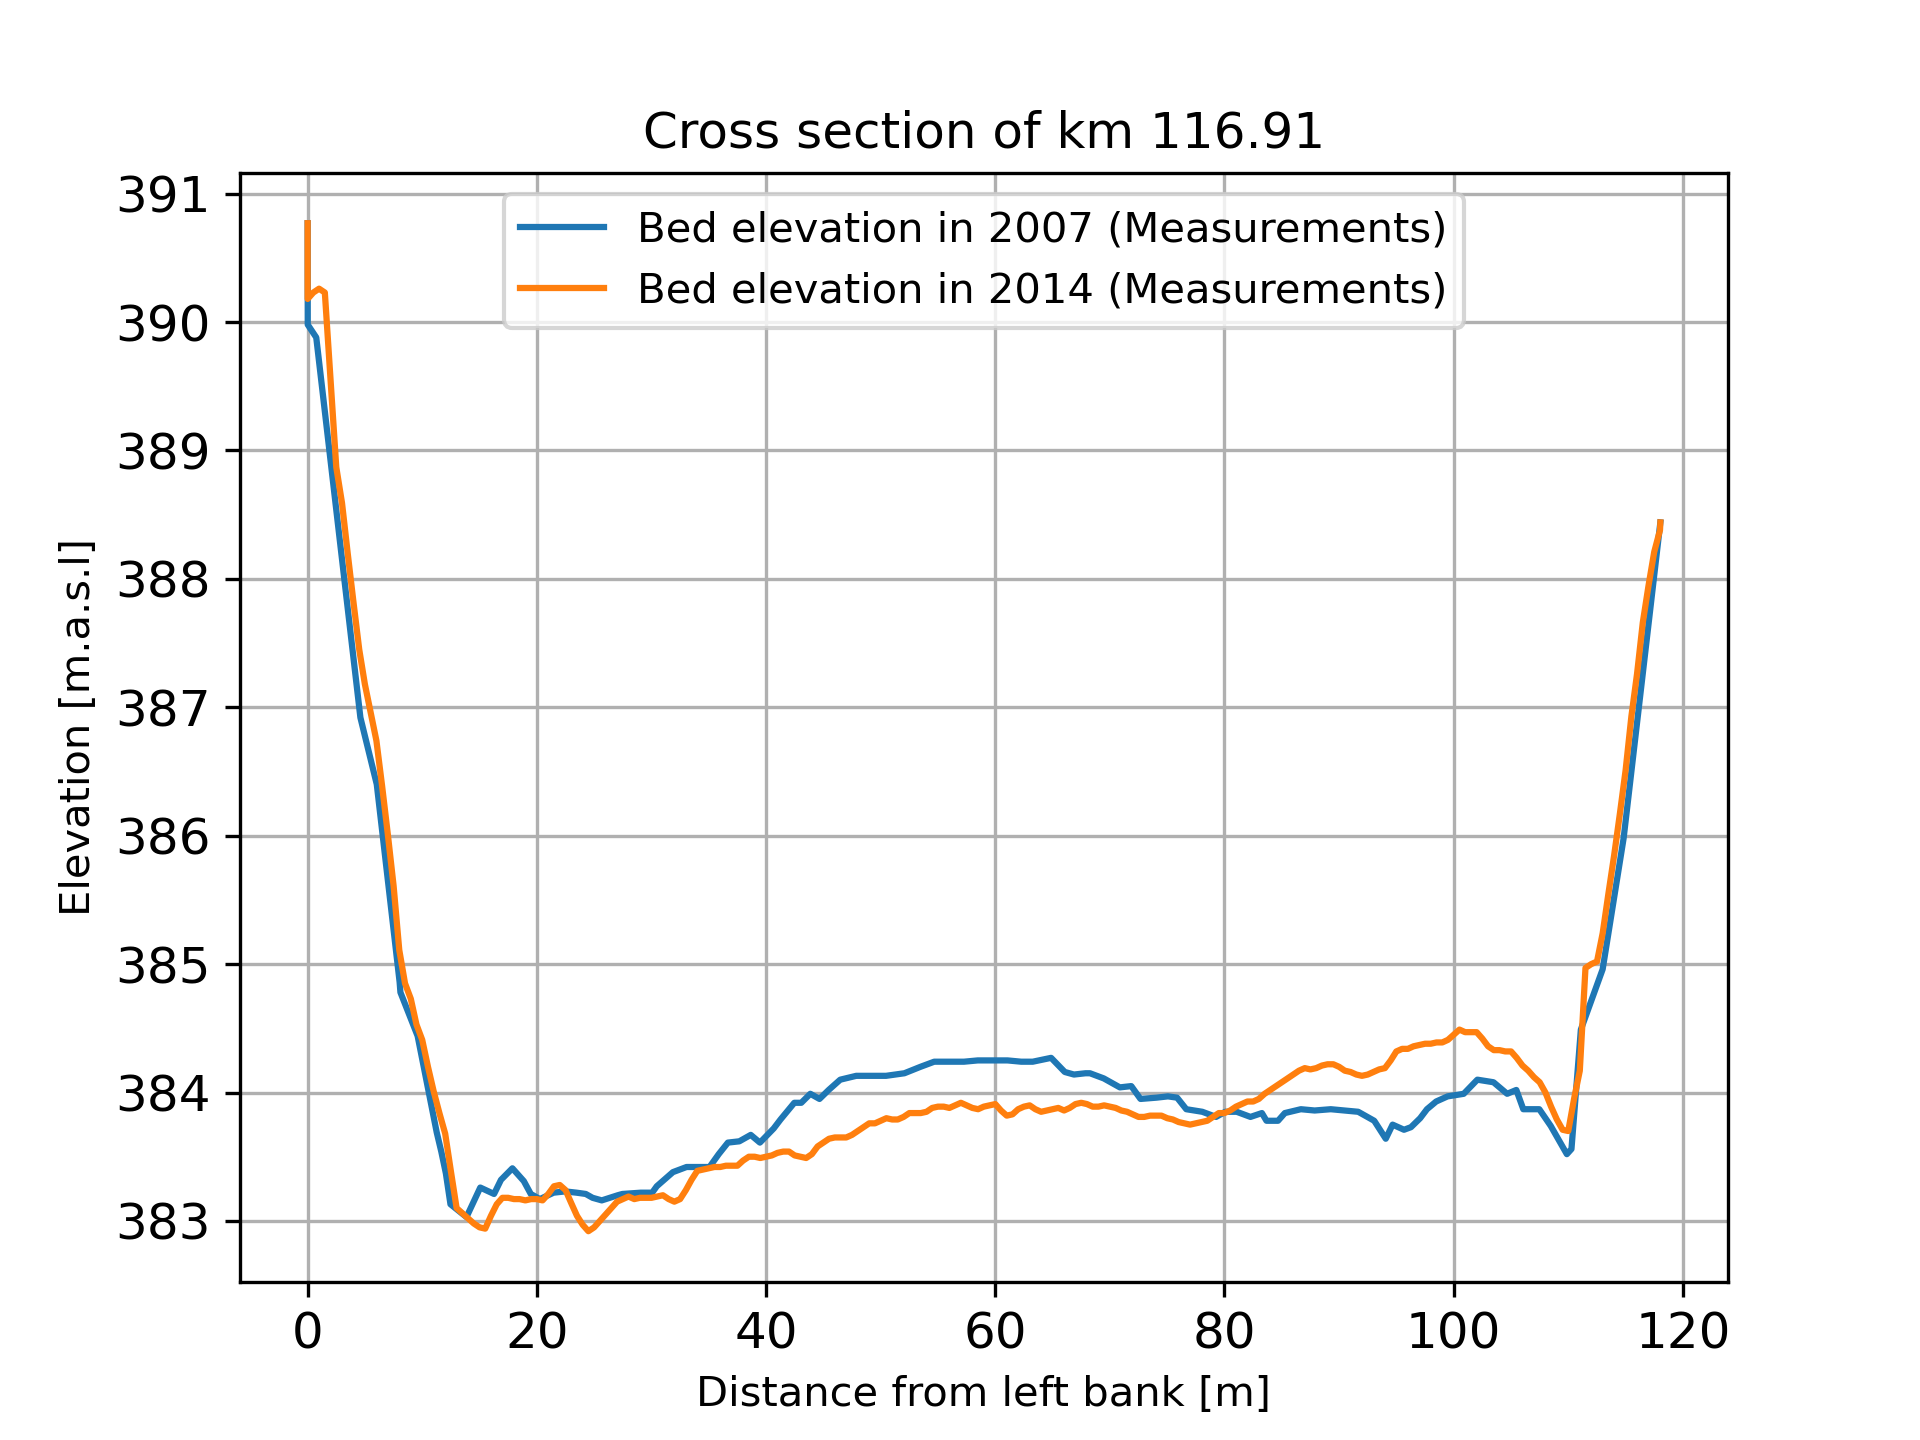 Cross section of km 116.91
Bed elevation in 2007 (Measurements)
Bed elevation in 2014 (Measurements)
391
390
389
388
387
386
385
384
383
Elevation [m.a.s.l]
0 20 40 60 80 100 120
Distance from left bank [m]